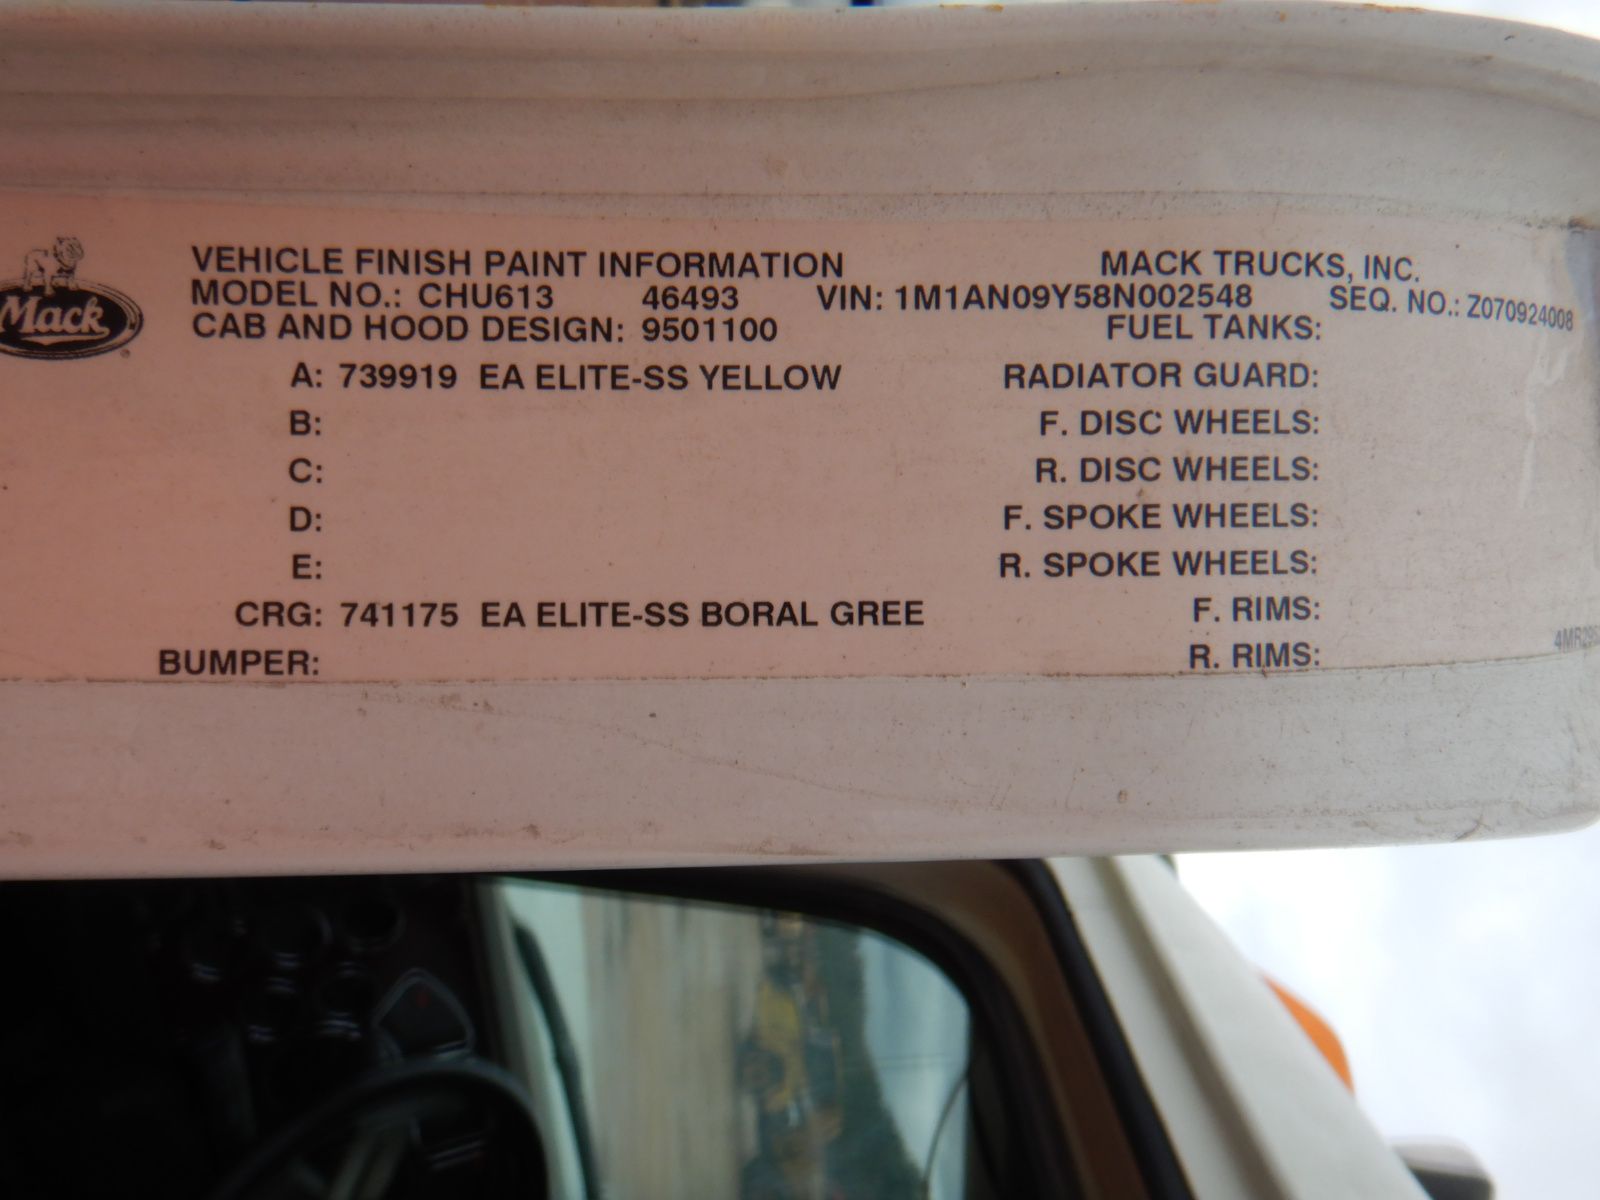 Mack
VEHICLE FINISH PAINT INFORMATION MACK TRUCKS, INC.
MODEL NO.: CHU613 46493 VIN: 1M1AN09Y58N002548 SEQ. NO.: Z070924008
CAB AND HOOD DESIGN: 9501100 FUEL TANKS:
A: 739919 EA ELITE-SS YELLOW RADIATOR GUARD:
B: F. DISC WHEELS:
C: R. DISC WHEELS:
D: F. SPOKE WHEELS:
E: R. SPOKE WHEELS:
CRG: 741175 EA ELITE-SS BORAL GREE F. RIMS:
BUMPER: R. RIMS: